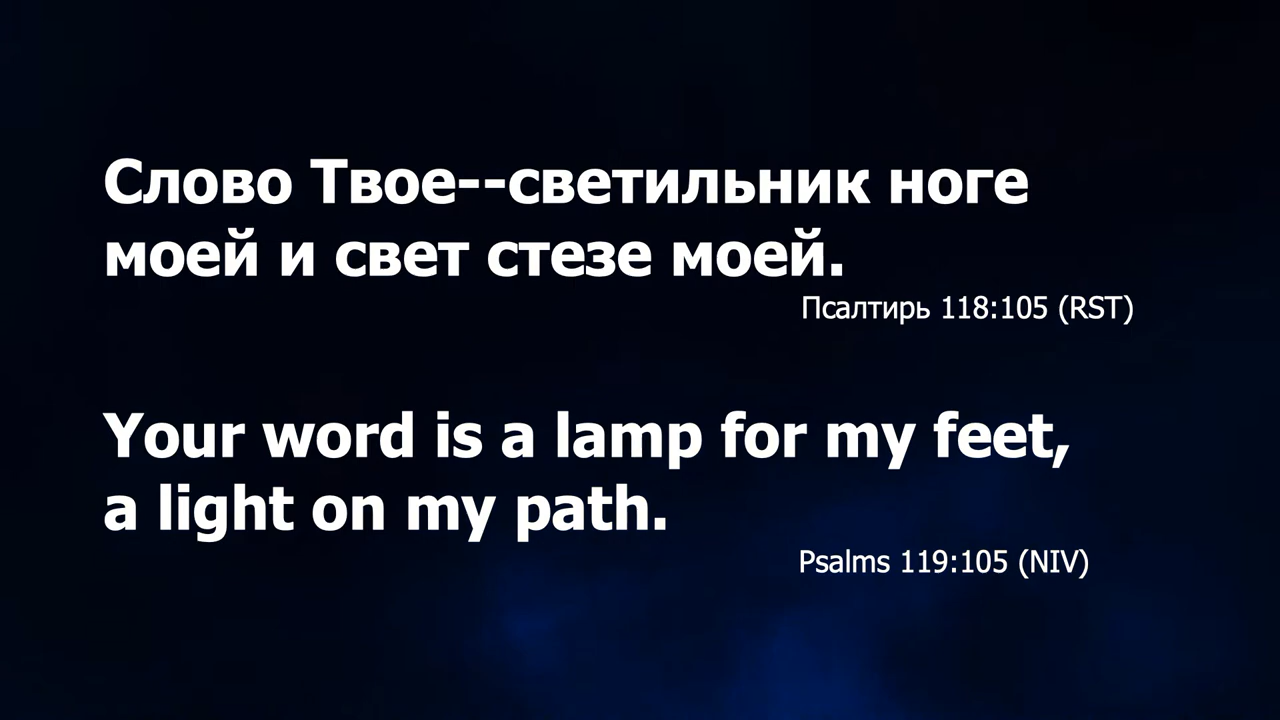 Слово Твое--светильник ноге
моей и свет стезе моей.
Псалтирь 118:105 (RST)
Your word is a lamp for my feet,
a light on my path.
Psalms 119:105 (NIV)